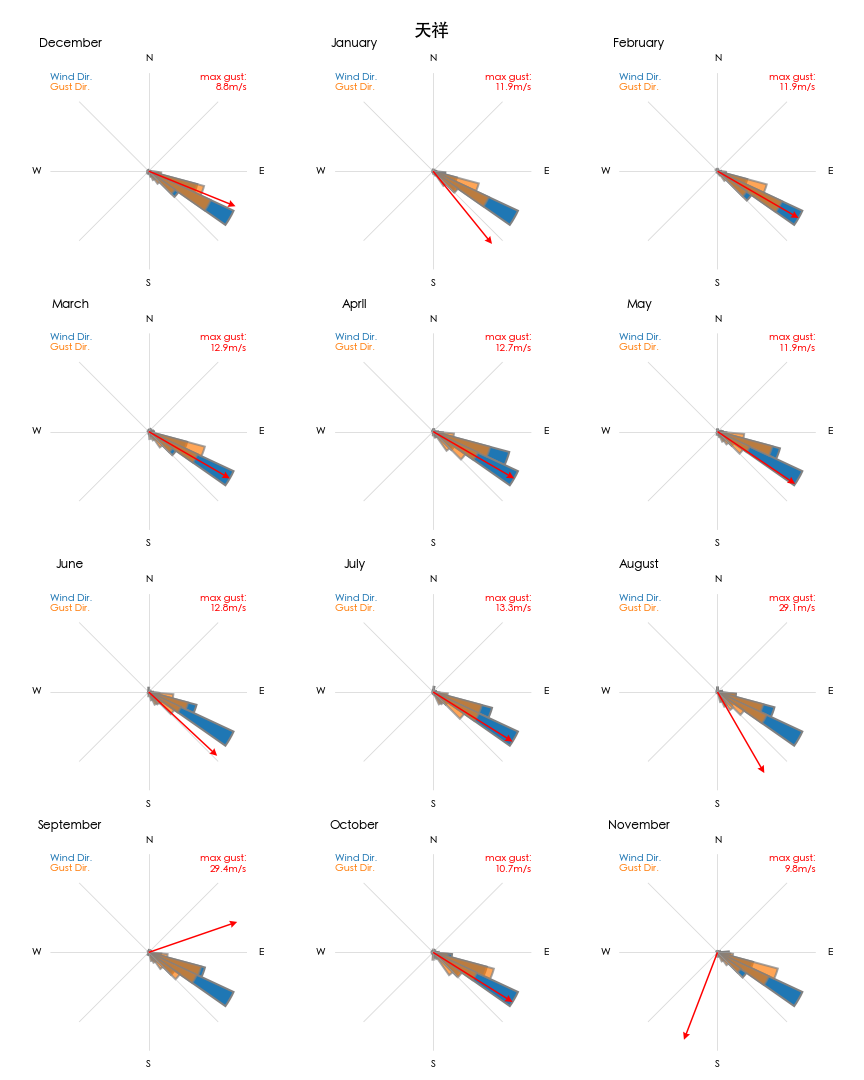 天祥
December
N
Wind Dir.
Gust Dir.
max gust:
8.8m/s
W
E
S
January
N
Wind Dir.
Gust Dir.
max gust:
11.9m/s
W
E
S
February
N
Wind Dir.
Gust Dir.
max gust:
11.9m/s
W
E
S
March
N
Wind Dir.
Gust Dir.
max gust:
12.9m/s
W
E
S
April
N
Wind Dir.
Gust Dir.
max gust:
12.7m/s
W
E
S
May
N
Wind Dir.
Gust Dir.
max gust:
11.9m/s
W
E
S
June
N
Wind Dir.
Gust Dir.
max gust:
12.8m/s
W
E
S
July
N
Wind Dir.
Gust Dir.
max gust:
13.3m/s
W
E
S
August
N
Wind Dir.
Gust Dir.
max gust:
29.1m/s
W
E
S
September
N
Wind Dir.
Gust Dir.
max gust:
29.4m/s
W
E
S
October
N
Wind Dir.
Gust Dir.
max gust:
10.7m/s
W
E
S
November
N
Wind Dir.
Gust Dir.
max gust:
9.8m/s
W
E
S